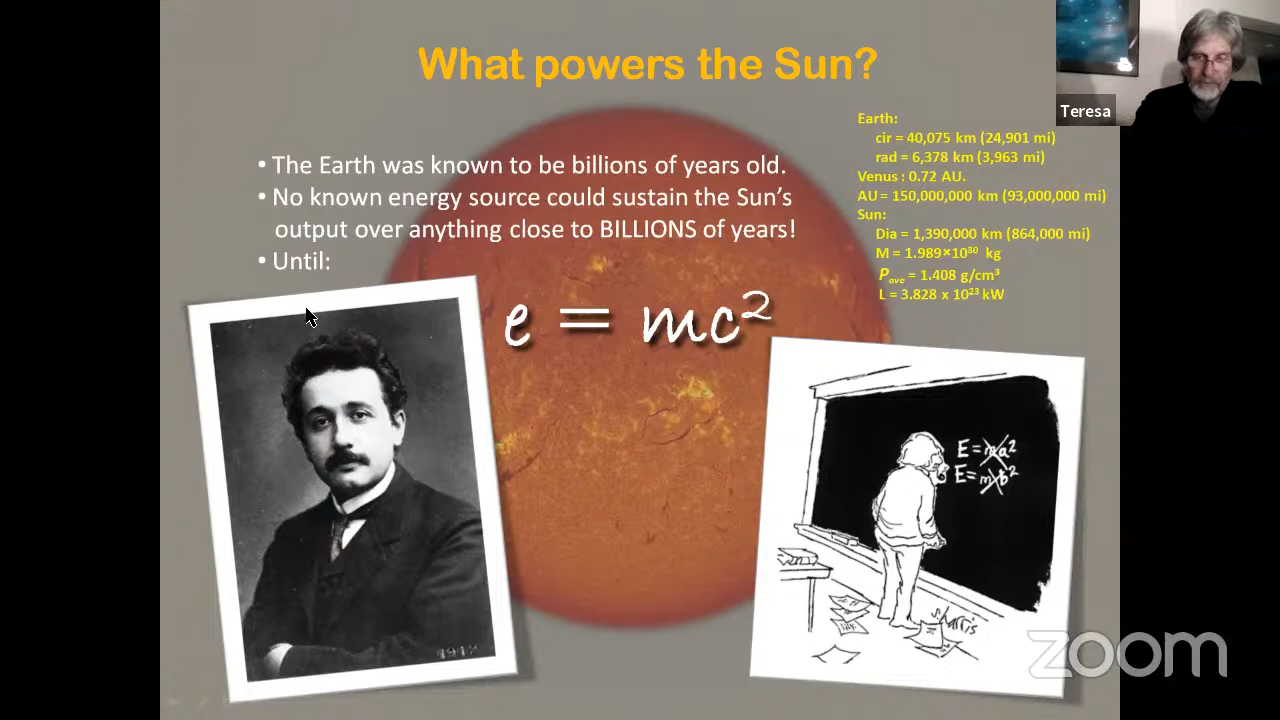 What powers the Sun?
Teresa
Earth:
cir = 40,075 km (24,901 mi)
rad = 6,378 km (3,963 mi)
Venus : 0.72 AU.
AU = 150,000,000 km (93,000,000 mi)
Sun:
Dia = 1,390,000 km (864,000 mi)
M = 1.989×10³⁰ kg
Pave = 1.408 g/cm³
L = 3.828 x 10²³ kW
• The Earth was known to be billions of years old.
• No known energy source could sustain the Sun's
output over anything close to BILLIONS of years!
• Until:
e = mc²
E=ma²
E=mb²
S.Harris
1912
zoom